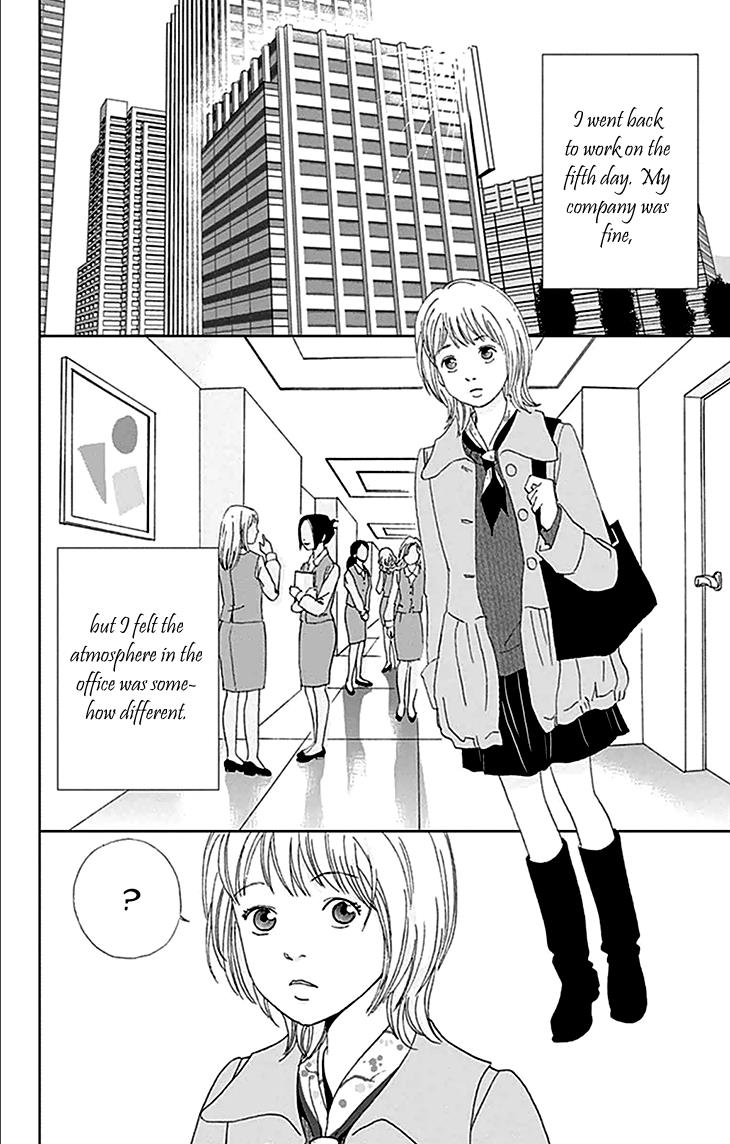 I went back
to work on the
fifth day. My
company was
fine,
but I felt the
atmosphere in the
office was some-
how different.
?